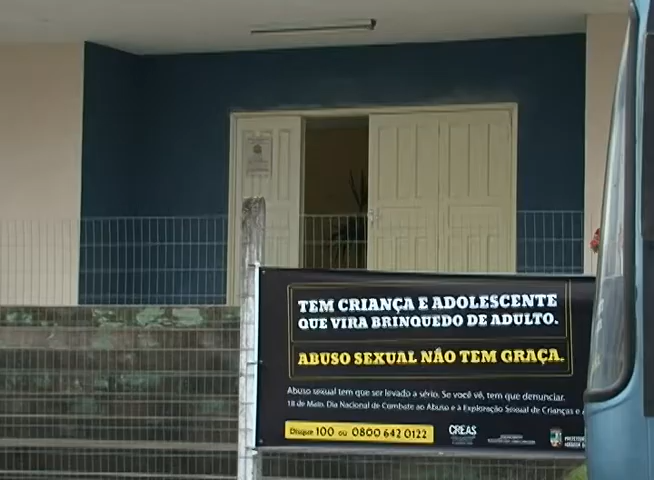 TEM CRIANÇA E ADOLESCENTE
QUE VIRA BRINQUEDO DE ADULTO.
ABUSO SEXUAL NÃO TEM GRAÇA.
Abuso sexual tem que ser levado a sério. Se você vê, tem que denunciar.
18 de Maio. Dia Nacional de Combate ao Abuso e à Exploração Sexual de Crianças e A
Disque 100 ou 0800 642 0122
CREAS